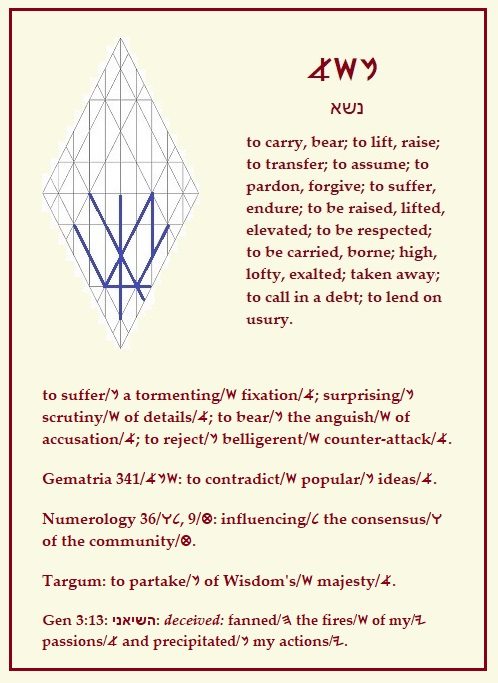 𐤍𐤔𐤀
נשא
to carry, bear; to lift, raise;
to transfer; to assume; to
pardon, forgive; to suffer,
endure; to be raised, lifted,
elevated; to be respected;
to be carried, borne; high,
lofty, exalted; taken away;
to call in a debt; to lend on
usury.
to suffer/𐤍 a tormenting/𐤔 fixation/𐤀; surprising/𐤍
scrutiny/𐤔 of details/𐤀; to bear/𐤍 the anguish/𐤔 of
accusation/𐤀; to reject/𐤍 belligerent/𐤔 counter-attack/𐤀.
Gematria 341/𐤔𐤍𐤀: to contradict/𐤔 popular/𐤍 ideas/𐤀.
Numerology 36/𐤋𐤅, 9/𐤈: influencing/𐤋 the consensus/𐤅
of the community/𐤈.
Targum: to partake/𐤍 of Wisdom's/𐤔 majesty/𐤀.
Gen 3:13: השיאני: deceived: fanned/𐤄 the fires/𐤔 of my/𐤉
passions/𐤀 and precipitated/𐤍 my actions/𐤉.